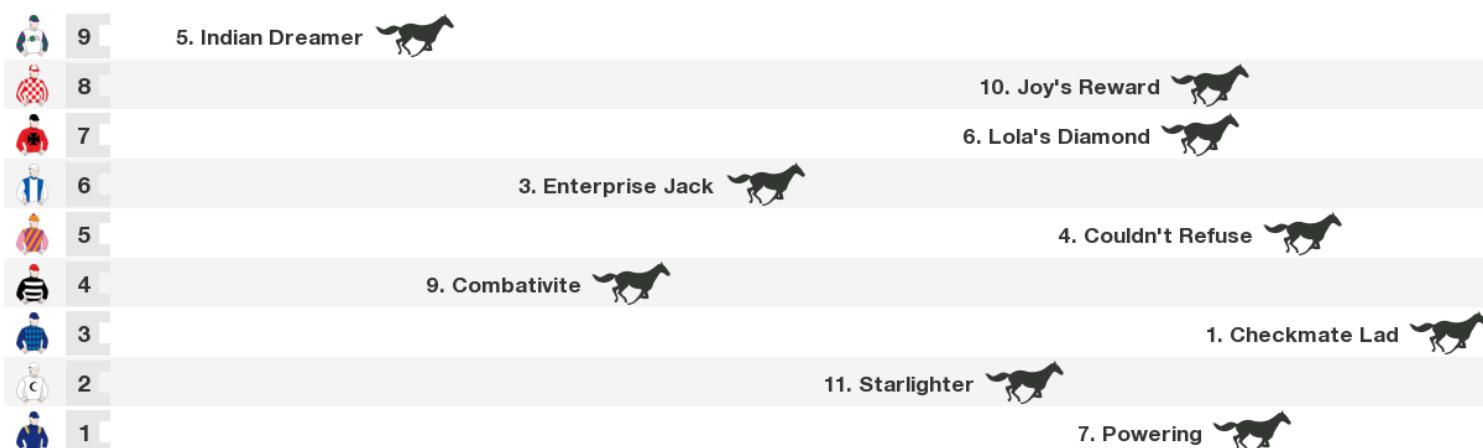 9 5. Indian Dreamer
8 10. Joy's Reward
7 6. Lola's Diamond
6 3. Enterprise Jack
5 4. Couldn't Refuse
4 9. Combativite
3 1. Checkmate Lad
2 C 11. Starlighter
1 7. Powering